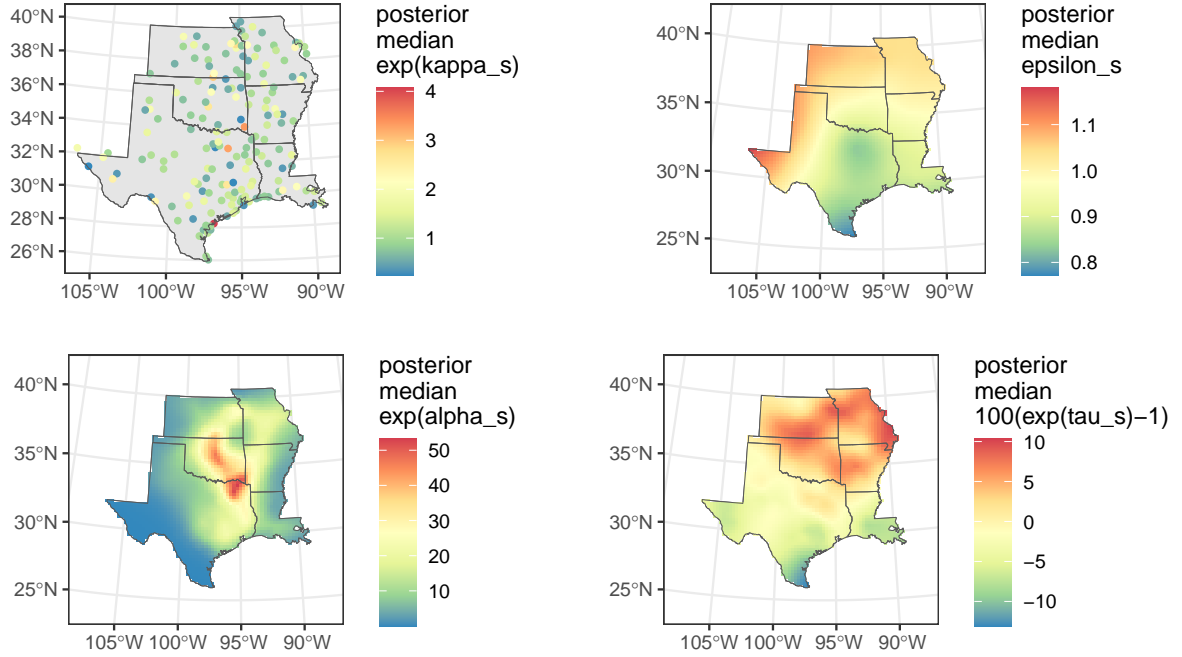 40°N
38°N
36°N
34°N
32°N
30°N
28°N
26°N
105°W 100°W 95°W 90°W
posterior
median
exp(kappa_s)
4
3
2
1
40°N
35°N
30°N
25°N
105°W 100°W 95°W 90°W
posterior
median
epsilon_s
1.1
1.0
0.9
0.8
40°N
35°N
30°N
25°N
105°W 100°W 95°W 90°W
posterior
median
exp(alpha_s)
50
40
30
20
10
40°N
35°N
30°N
25°N
105°W 100°W 95°W 90°W
posterior
median
100(exp(tau_s)−1)
10
5
0
−5
−10